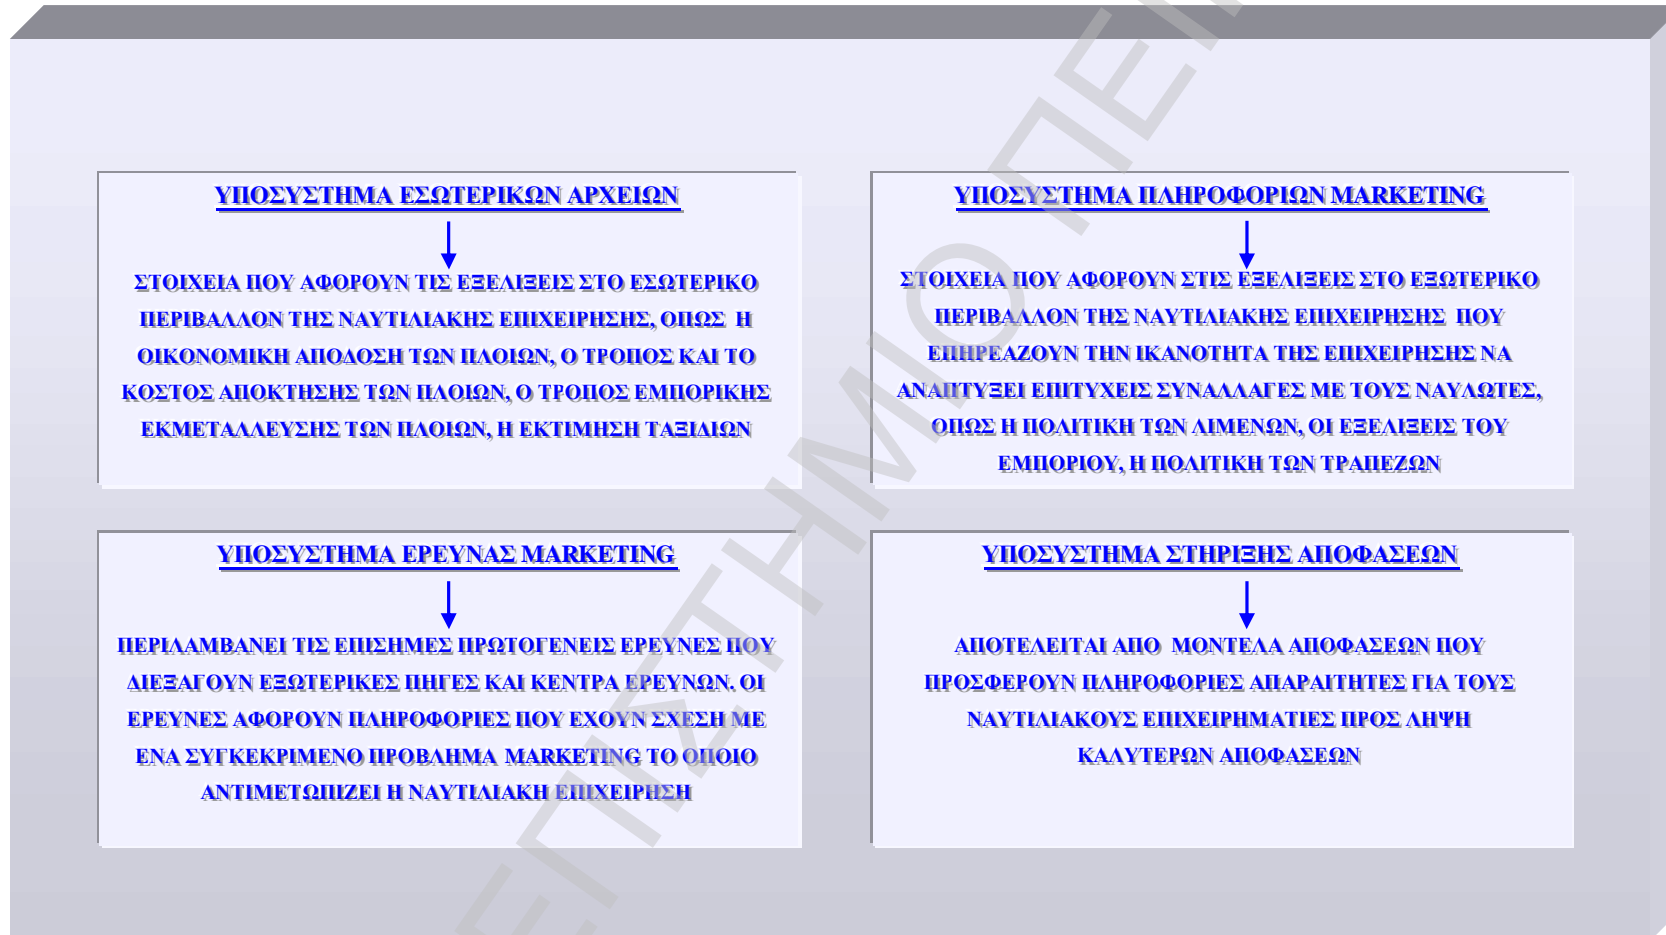 ΥΠΟΣΥΣΤΗΜΑ ΕΣΩΤΕΡΙΚΩΝ ΑΡΧΕΙΩΝ
ΣΤΟΙΧΕΙΑ ΠΟΥ ΑΦΟΡΟΥΝ ΤΙΣ ΕΞΕΛΙΞΕΙΣ ΣΤΟ ΕΣΩΤΕΡΙΚΟ
ΠΕΡΙΒΑΛΛΟΝ ΤΗΣ ΝΑΥΤΙΛΙΑΚΗΣ ΕΠΙΧΕΙΡΗΣΗΣ, ΟΠΩΣ Η
ΟΙΚΟΝΟΜΙΚΗ ΑΠΟΔΟΣΗ ΤΩΝ ΠΛΟΙΩΝ, Ο ΤΡΟΠΟΣ ΚΑΙ ΤΟ
ΚΟΣΤΟΣ ΑΠΟΚΤΗΣΗΣ ΤΩΝ ΠΛΟΙΩΝ, Ο ΤΡΟΠΟΣ ΕΜΠΟΡΙΚΗΣ
ΕΚΜΕΤΑΛΛΕΥΣΗΣ ΤΩΝ ΠΛΟΙΩΝ, Η ΕΚΤΙΜΗΣΗ ΤΑΞΙΔΙΩΝ
ΥΠΟΣΥΣΤΗΜΑ ΠΛΗΡΟΦΟΡΙΩΝ MARKETING
ΣΤΟΙΧΕΙΑ ΠΟΥ ΑΦΟΡΟΥΝ ΣΤΙΣ ΕΞΕΛΙΞΕΙΣ ΣΤΟ ΕΞΩΤΕΡΙΚΟ
ΠΕΡΙΒΑΛΛΟΝ ΤΗΣ ΝΑΥΤΙΛΙΑΚΗΣ ΕΠΙΧΕΙΡΗΣΗΣ ΠΟΥ
ΕΠΗΡΕΑΖΟΥΝ ΤΗΝ ΙΚΑΝΟΤΗΤΑ ΤΗΣ ΕΠΙΧΕΙΡΗΣΗΣ ΝΑ
ΑΝΑΠΤΥΞΕΙ ΕΠΙΤΥΧΕΙΣ ΣΥΝΑΛΛΑΓΕΣ ΜΕ ΤΟΥΣ ΝΑΥΛΩΤΕΣ,
ΟΠΩΣ Η ΠΟΛΙΤΙΚΗ ΤΩΝ ΛΙΜΕΝΩΝ, ΟΙ ΕΞΕΛΙΞΕΙΣ ΤΟΥ
ΕΜΠΟΡΙΟΥ, Η ΠΟΛΙΤΙΚΗ ΤΩΝ ΤΡΑΠΕΖΩΝ
ΥΠΟΣΥΣΤΗΜΑ ΕΡΕΥΝΑΣ MARKETING
ΠΕΡΙΛΑΜΒΑΝΕΙ ΤΙΣ ΕΠΙΣΗΜΕΣ ΠΡΩΤΟΓΕΝΕΙΣ ΕΡΕΥΝΕΣ ΠΟΥ
ΔΙΕΞΑΓΟΥΝ ΕΞΩΤΕΡΙΚΕΣ ΠΗΓΕΣ ΚΑΙ ΚΕΝΤΡΑ ΕΡΕΥΝΩΝ. ΟΙ
ΕΡΕΥΝΕΣ ΑΦΟΡΟΥΝ ΠΛΗΡΟΦΟΡΙΕΣ ΠΟΥ ΕΧΟΥΝ ΣΧΕΣΗ ΜΕ
ΕΝΑ ΣΥΓΚΕΚΡΙΜΕΝΟ ΠΡΟΒΛΗΜΑ MARKETING ΤΟ ΟΠΟΙΟ
ΑΝΤΙΜΕΤΩΠΙΖΕΙ Η ΝΑΥΤΙΛΙΑΚΗ ΕΠΙΧΕΙΡΗΣΗ
ΥΠΟΣΥΣΤΗΜΑ ΣΤΗΡΙΞΗΣ ΑΠΟΦΑΣΕΩΝ
ΑΠΟΤΕΛΕΙΤΑΙ ΑΠΟ ΜΟΝΤΕΛΑ ΑΠΟΦΑΣΕΩΝ ΠΟΥ
ΠΡΟΣΦΕΡΟΥΝ ΠΛΗΡΟΦΟΡΙΕΣ ΑΠΑΡΑΙΤΗΤΕΣ ΓΙΑ ΤΟΥΣ
ΝΑΥΤΙΛΙΑΚΟΥΣ ΕΠΙΧΕΙΡΗΜΑΤΙΕΣ ΠΡΟΣ ΛΗΨΗ
ΚΑΛΥΤΕΡΩΝ ΑΠΟΦΑΣΕΩΝ